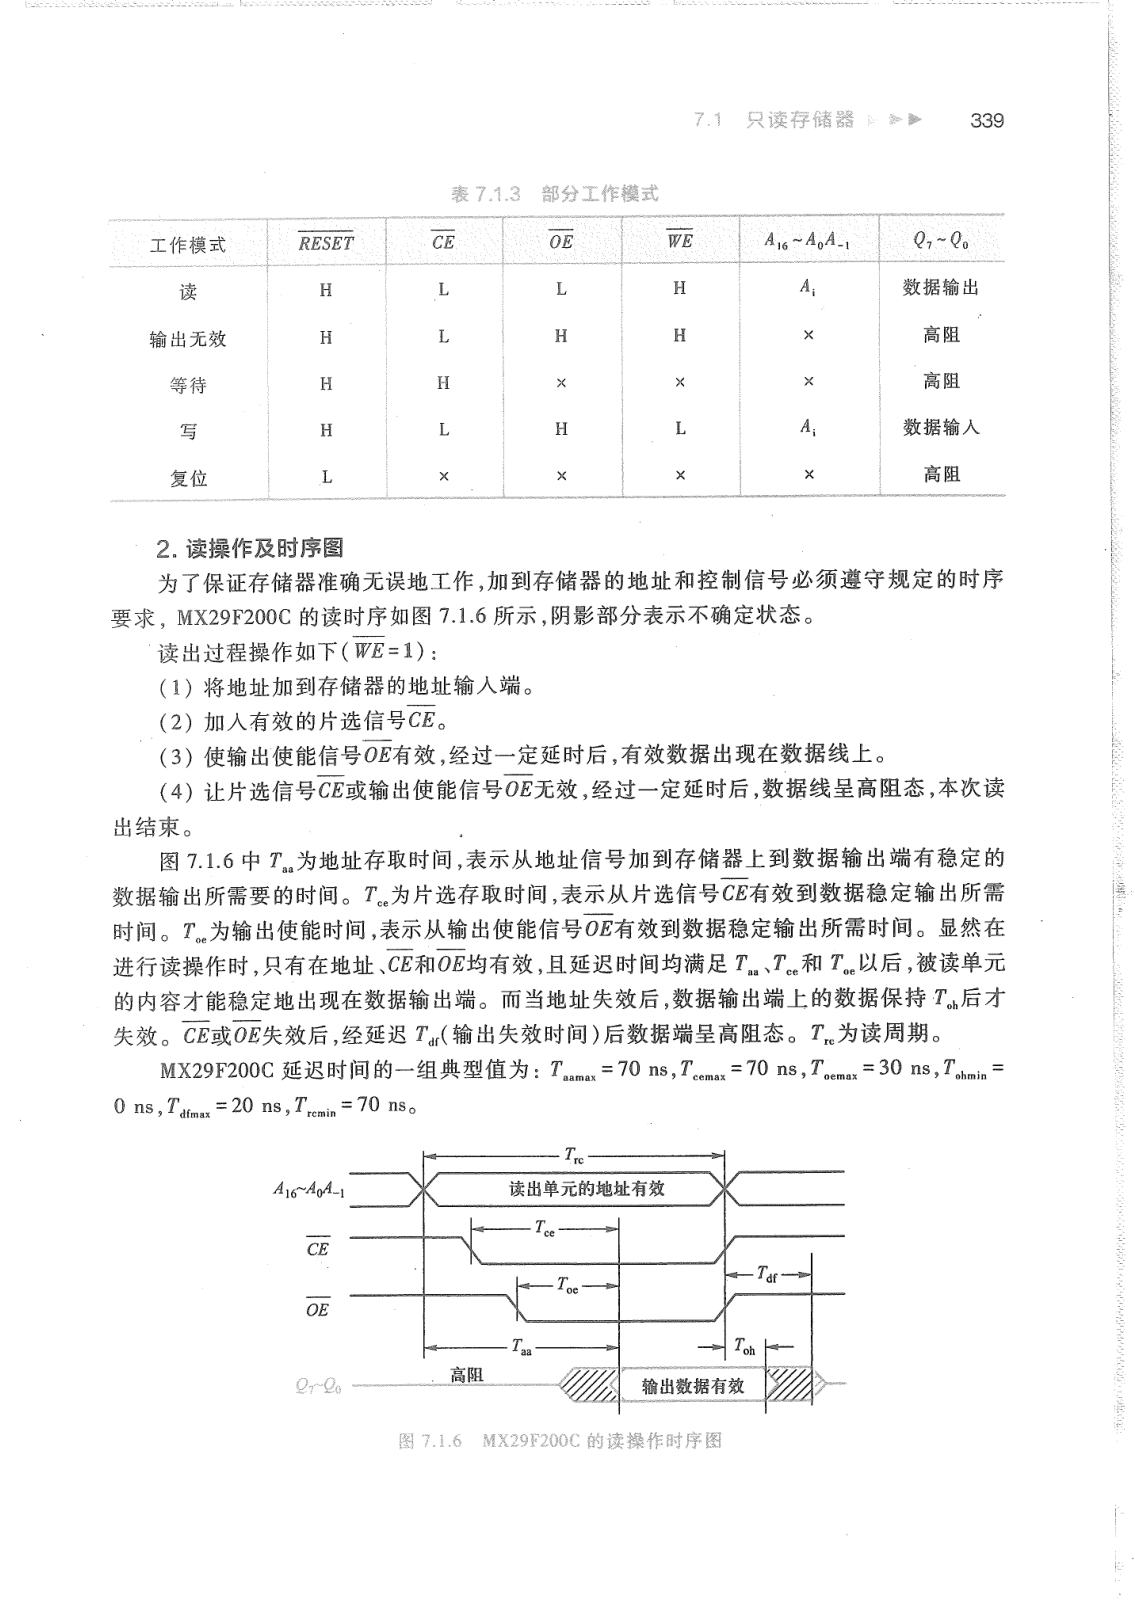 7.1 只读存储器 339
表 7.1.3 部分工作模式
工作模式 RESET CE OE WE A16~A0A-1 Q7~Q0
读 H L L H Ai 数据输出
输出无效 H L H H × 高阻
等待 H H × × × 高阻
写 H L H L Ai 数据输入
复位 L × × × × 高阻
2. 读操作及时序图
为了保证存储器准确无误地工作,加到存储器的地址和控制信号必须遵守规定的时序
要求, MX29F200C 的读时序如图 7.1.6 所示,阴影部分表示不确定状态。
读出过程操作如下(WE=1):
(1) 将地址加到存储器的地址输入端。
(2) 加入有效的片选信号CE。
(3) 使输出使能信号OE有效,经过一定延时后,有效数据出现在数据线上。
(4) 让片选信号CE或输出使能信号OE无效,经过一定延时后,数据线呈高阻态,本次读
出结束。
图 7.1.6 中 Taa为地址存取时间,表示从地址信号加到存储器上到数据输出端有稳定的
数据输出所需要的时间。Tce为片选存取时间,表示从片选信号CE有效到数据稳定输出所需
时间。Toe为输出使能时间,表示从输出使能信号OE有效到数据稳定输出所需时间。显然在
进行读操作时,只有在地址、CE和OE均有效,且延迟时间均满足 Taa、Tce和 Toe以后,被读单元
的内容才能稳定地出现在数据输出端。而当地址失效后,数据输出端上的数据保持 Toh后才
失效。CE或OE失效后,经延迟 Tdf(输出失效时间)后数据端呈高阻态。Trc为读周期。
MX29F200C 延迟时间的一组典型值为: Taamax=70 ns,Tcemax=70 ns,Toemax=30 ns,Tohmin=
0 ns,Tdfmax=20 ns,Trcmin=70 ns。
Trc
A16~A0A-1 读出单元的地址有效
Tce
CE
Tdf
Toe
OE
Taa Toh
Q7~Q0 高阻 输出数据有效
图 7.1.6 MX29F200C 的读操作时序图